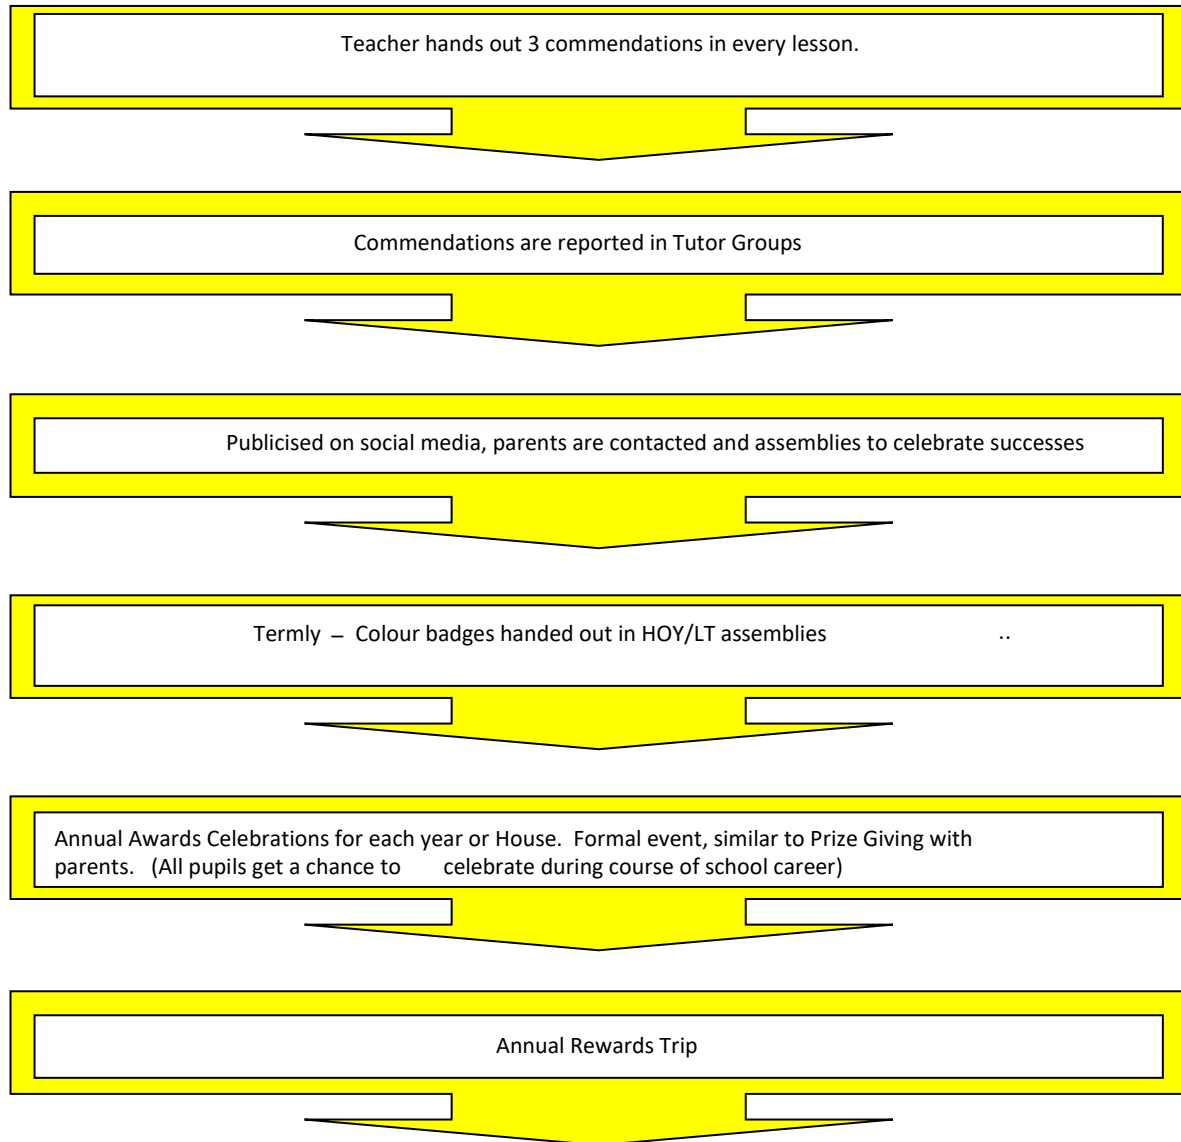 Teacher hands out 3 commendations in every lesson.
Commendations are reported in Tutor Groups
Publicised on social media, parents are contacted and assemblies to celebrate successes
Termly – Colour badges handed out in HOY/LT assemblies ..
Annual Awards Celebrations for each year or House. Formal event, similar to Prize Giving with
parents. (All pupils get a chance to celebrate during course of school career)
Annual Rewards Trip